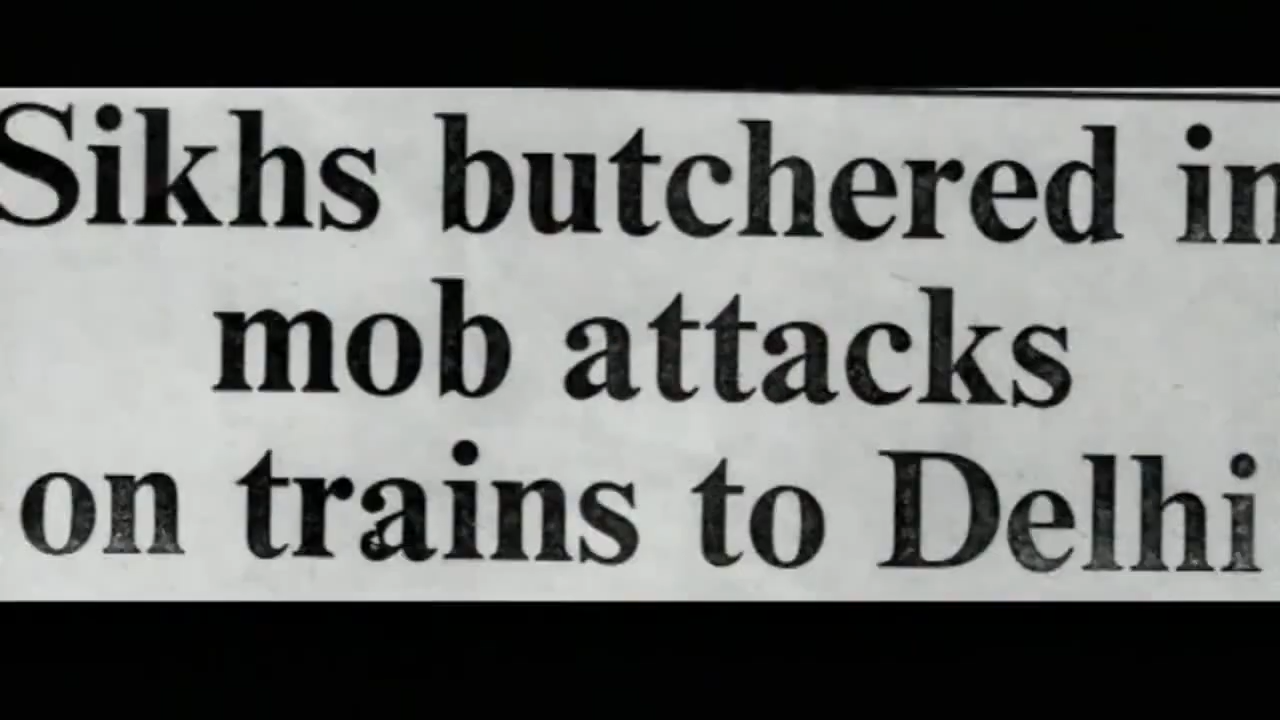 Sikhs butchered in
mob attacks
on trains to Delhi